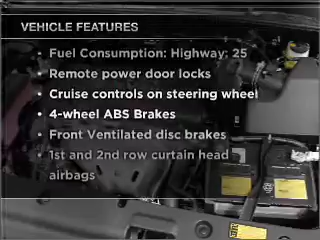 VEHICLE FEATURES
• Fuel Consumption: Highway: 25
• Remote power door locks
• Cruise controls on steering wheel
• 4-wheel ABS Brakes
• Front Ventilated disc brakes
• 1st and 2nd row curtain head
airbags